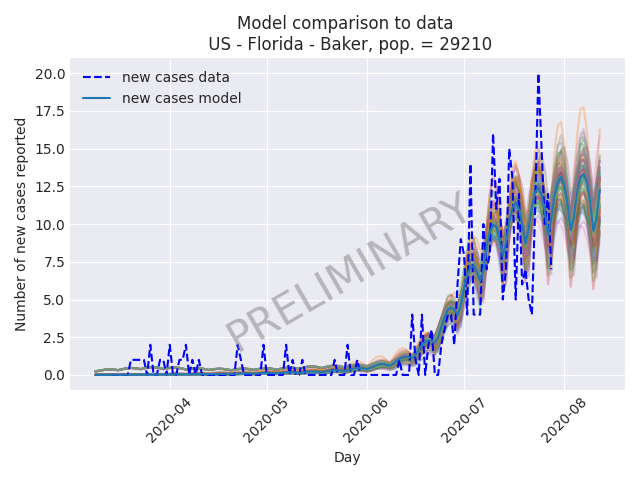 Model comparison to data
US - Florida - Baker, pop. = 29210
20.0
17.5
15.0
12.5
10.0
7.5
5.0
2.5
0.0
Number of new cases reported
new cases data
new cases model
PRELIMINARY
2020-04
2020-05
2020-06
2020-07
2020-08
Day